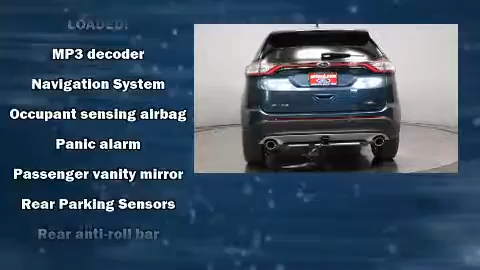 LOADED!
MP3 decoder
Navigation System
Occupant sensing airbag
Panic alarm
Passenger vanity mirror
Rear Parking Sensors
Rear anti-roll bar